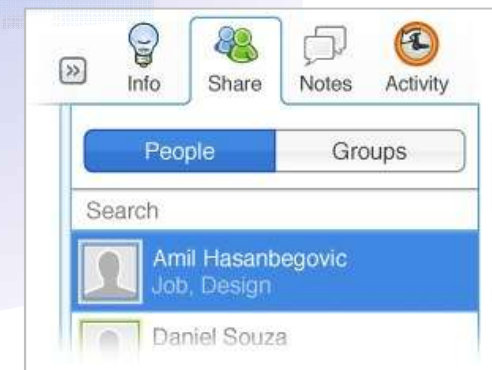 Info Share Notes Activity
People Groups
Search
Amil Hasanbegovic
Job, Design
Daniel Souza